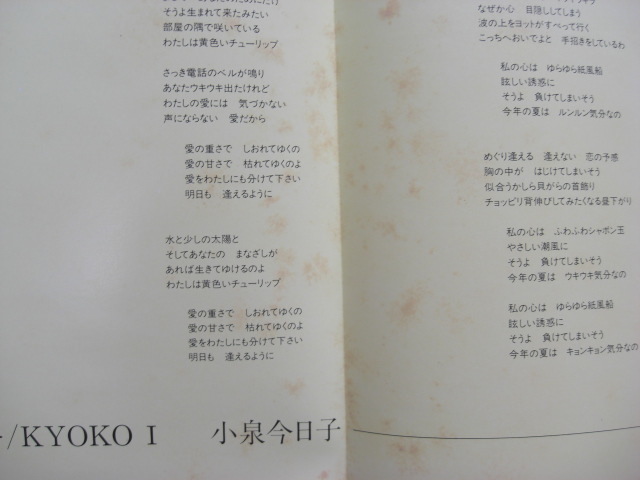 そうよ生まれて来たみたい
部屋の隅で咲いている
わたしは黄色いチューリップ
さっき電話のベルが鳴り
あなたウキウキ出たけれど
わたしの愛には　気づかない
声にならない　愛だから
愛の重さで　しおれてゆくの
愛の甘さで　枯れてゆくのよ
愛をわたしにも分けて下さい
明日も　逢えるように
水と少しの太陽と
そしてあなたの　まなざしが
あれば生きてゆけるのよ
わたしは黄色いチューリップ
愛の重さで　しおれてゆくの
愛の甘さで　枯れてゆくのよ
愛をわたしにも分けて下さい
明日も　逢えるように
なぜか心　目隠ししてしまう
波の上をヨットがすべって行く
こっちへおいでよと　手招きをしているわ
私の心は　ゆらゆら紙風船
眩しい誘惑に
そうよ　負けてしまいそう
今年の夏は　ルンルン気分なの
めぐり逢える　逢えない　恋の予感
胸の中が　はじけてしまいそう
似合うかしら貝がらの首飾り
チョッピリ背伸びしてみたくなる昼下がり
私の心は　ふわふわシャボン玉
やさしい潮風に
そうよ　負けてしまいそう
今年の夏は　ウキウキ気分なの
私の心は　ゆらゆら紙風船
眩しい誘惑に
そうよ　負けてしまいそう
今年の夏は　キョンキョン気分なの
/KYOKO I　小泉今日子